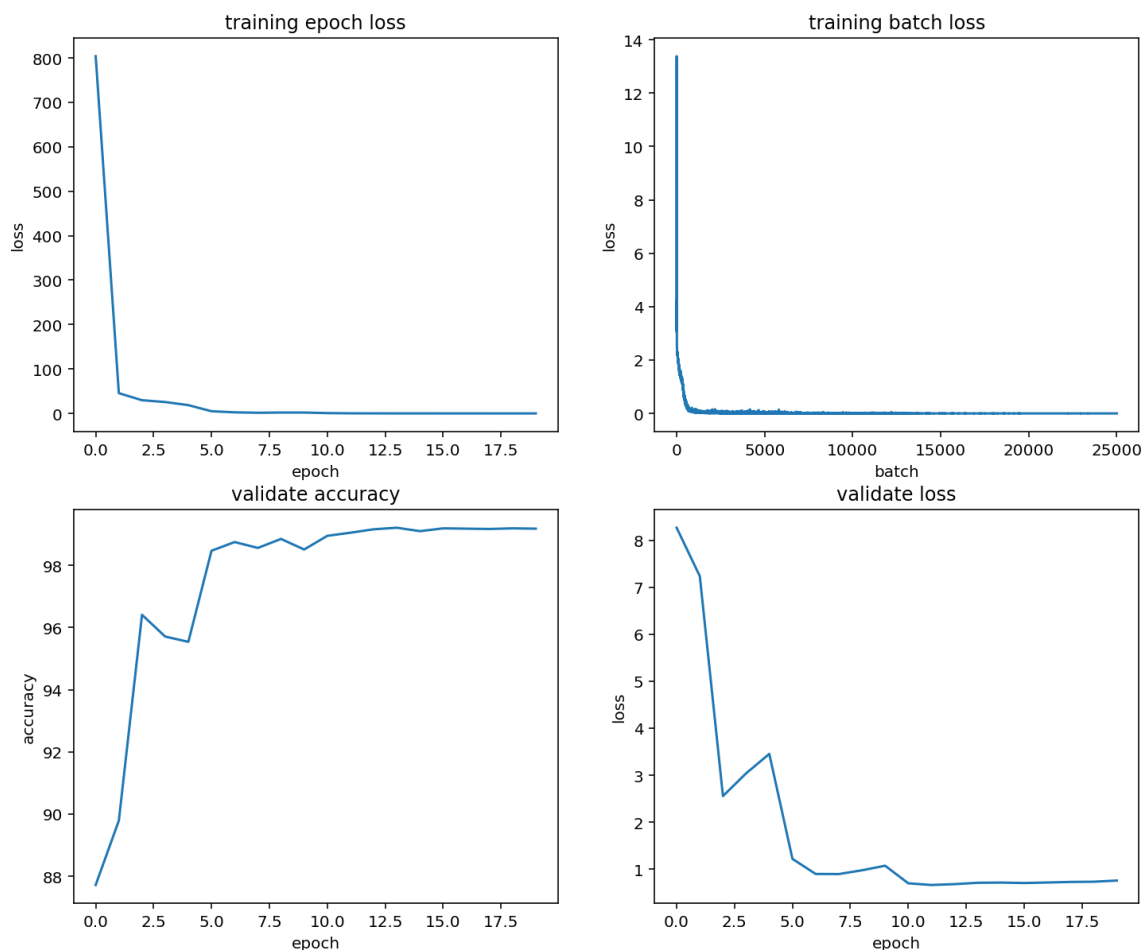 training epoch loss
800
700
600
500
400
300
200
100
0
loss
0.0 2.5 5.0 7.5 10.0 12.5 15.0 17.5
epoch
training batch loss
14
12
10
8
6
4
2
0
loss
0 5000 10000 15000 20000 25000
batch
validate accuracy
98
96
94
92
90
88
accuracy
0.0 2.5 5.0 7.5 10.0 12.5 15.0 17.5
epoch
validate loss
8
7
6
5
4
3
2
1
loss
0.0 2.5 5.0 7.5 10.0 12.5 15.0 17.5
epoch